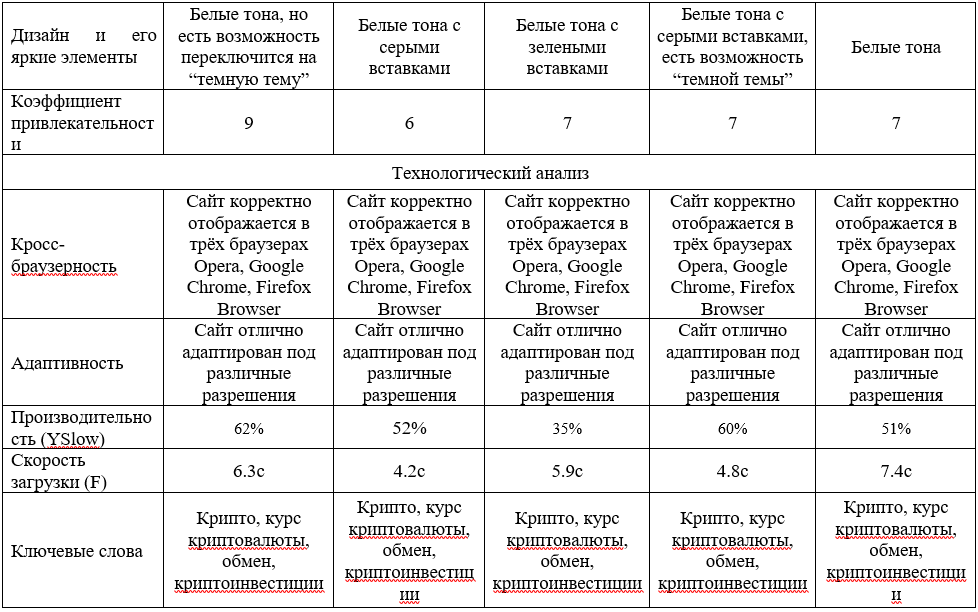 Дизайн и его
яркие элементы
Белые тона, но
есть возможность
переключится на
“темную тему”
Белые тона с
серыми
вставками
Белые тона с
зелеными
вставками
Белые тона с
серыми вставками,
есть возможность
“темной темы”
Белые тона
Коэффициент
привлекательност
и
9
6
7
7
7
Технологический анализ
Кросс-
браузерность
Сайт корректно
отображается в
трёх браузерах
Opera, Google
Chrome, Firefox
Browser
Сайт корректно
отображается в
трёх браузерах
Opera, Google
Chrome, Firefox
Browser
Сайт корректно
отображается в
трёх браузерах
Opera, Google
Chrome, Firefox
Browser
Сайт корректно
отображается в
трёх браузерах
Opera, Google
Chrome, Firefox
Browser
Сайт корректно
отображается в
трёх браузерах
Opera, Google
Chrome, Firefox
Browser
Адаптивность
Сайт отлично
адаптирован под
различные
разрешения
Сайт отлично
адаптирован под
различные
разрешения
Сайт отлично
адаптирован под
различные
разрешения
Сайт отлично
адаптирован под
различные
разрешения
Сайт отлично
адаптирован под
различные
разрешения
Производительно
сть (YSlow)
62%
52%
35%
60%
51%
Скорость
загрузки (F)
6.3с
4.2с
5.9с
4.8с
7.4с
Ключевые слова
Крипто, курс
криптовалюты,
обмен,
криптоинвестиции
Крипто, курс
криптовалюты,
обмен,
криптоинвестиц
ии
Крипто, курс
криптовалюты,
обмен,
криптоинвестиции
Крипто, курс
криптовалюты,
обмен,
криптоинвестиции
Крипто, курс
криптовалюты,
обмен,
криптоинвестици
и